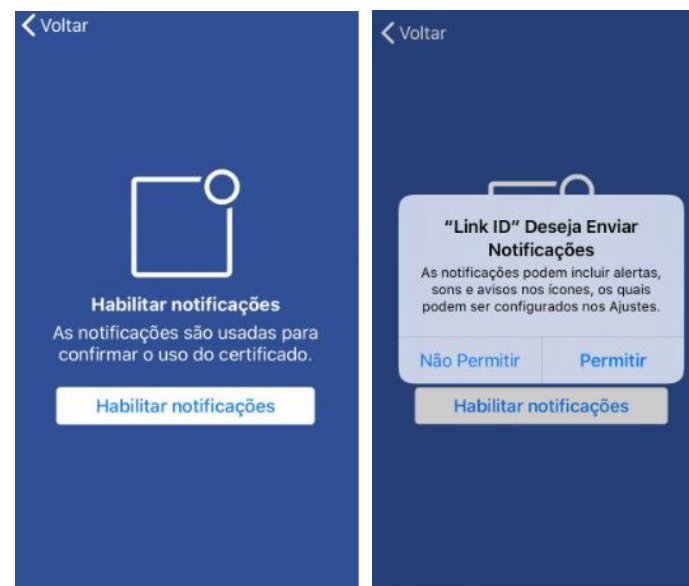 Voltar
Habilitar notificações
As notificações são usadas para
confirmar o uso do certificado.
Habilitar notificações
Voltar
“Link ID” Deseja Enviar
Notificações
As notificações podem incluir alertas,
sons e avisos nos ícones, os quais
podem ser configurados nos Ajustes.
Não Permitir
Permitir
Habilitar notificações